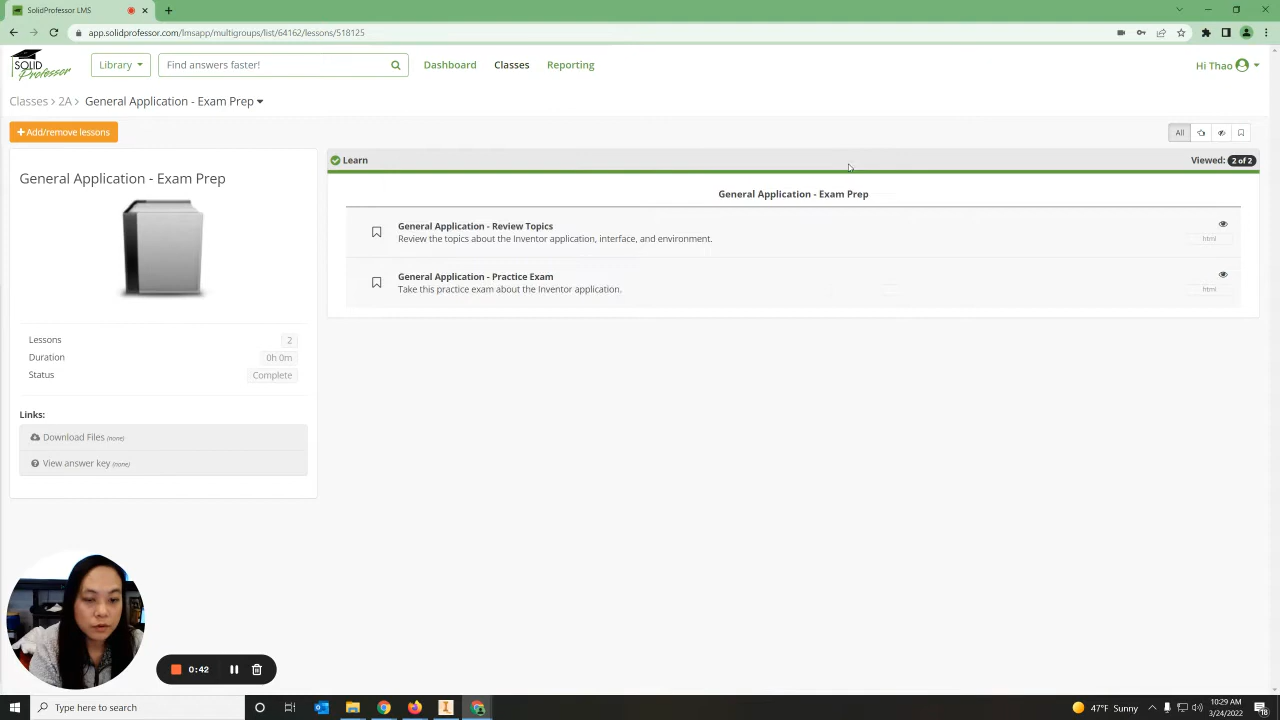 SolidProfessor LMS
app.solidprofessor.com/lmsapp/multigroups/list/64162/lessons/518125
SOLID Professor
Library
Find answers faster!
Dashboard
Classes
Reporting
Hi Thao
Classes > 2A > General Application - Exam Prep
+ Add/remove lessons
All
General Application - Exam Prep
Lessons 2
Duration 0h 0m
Status Complete
Links:
Download Files (none)
View answer key (none)
Learn
Viewed: 2 of 2
General Application - Exam Prep
General Application - Review Topics
Review the topics about the Inventor application, interface, and environment.
html
General Application - Practice Exam
Take this practice exam about the Inventor application.
html
0:42
Type here to search
47°F Sunny
10:29 AM
3/24/2022